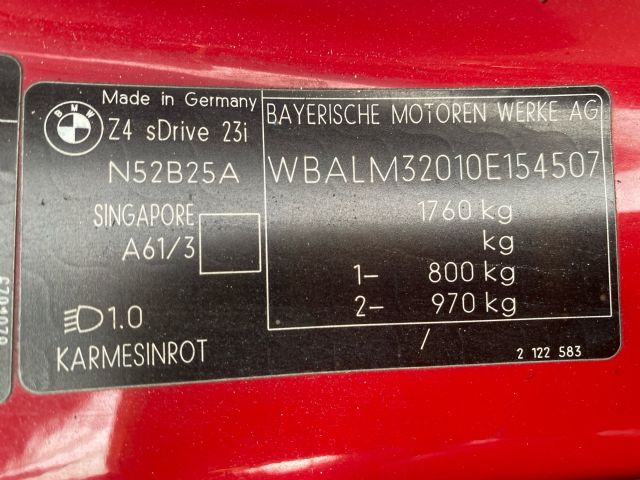 BMW
Made in Germany
Z4 sDrive 23i
N52B25A
SINGAPORE
A61/3
1.0
KARMESINROT
BAYERISCHE MOTOREN WERKE AG
WBALM32010E154507
1760 kg
kg
1- 800 kg
2- 970 kg
/
2 122 583